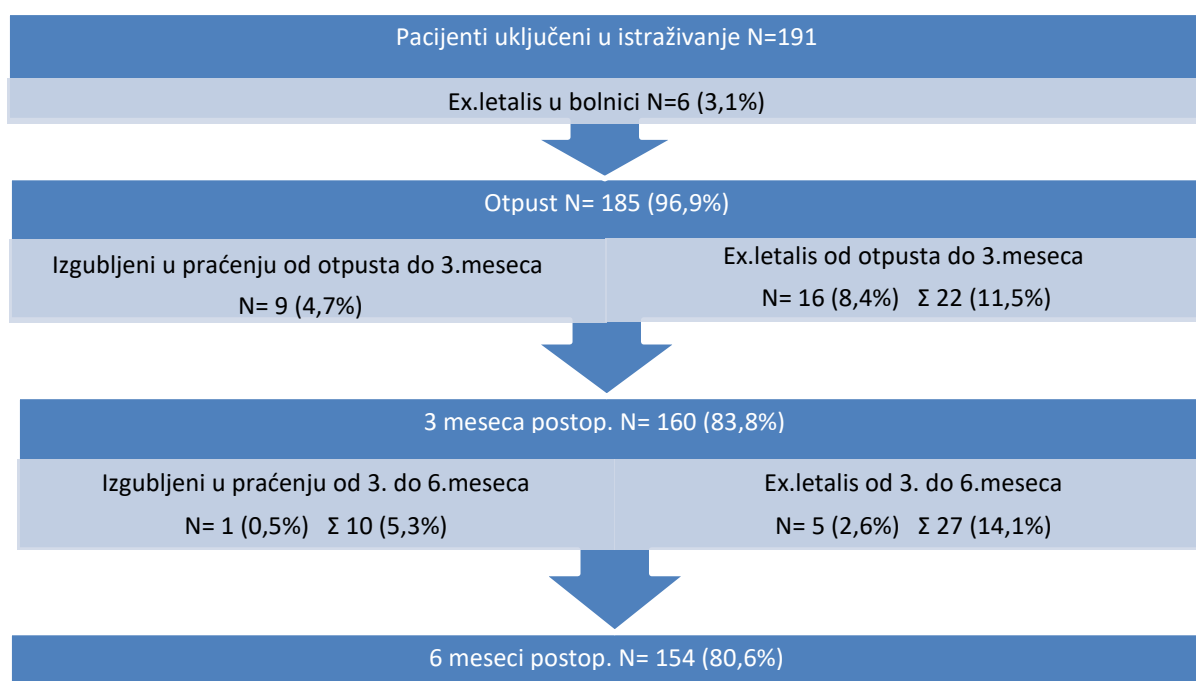 Pacijenti uključeni u istraživanje N=191
Ex.letalis u bolnici N=6 (3,1%)
Otpust N= 185 (96,9%)
Izgubljeni u praćenju od otpusta do 3.meseca
N= 9 (4,7%)
Ex.letalis od otpusta do 3.meseca
N= 16 (8,4%) Σ 22 (11,5%)
3 meseca postop. N= 160 (83,8%)
Izgubljeni u praćenju od 3. do 6.meseca
N= 1 (0,5%) Σ 10 (5,3%)
Ex.letalis od 3. do 6.meseca
N= 5 (2,6%) Σ 27 (14,1%)
6 meseci postop. N= 154 (80,6%)